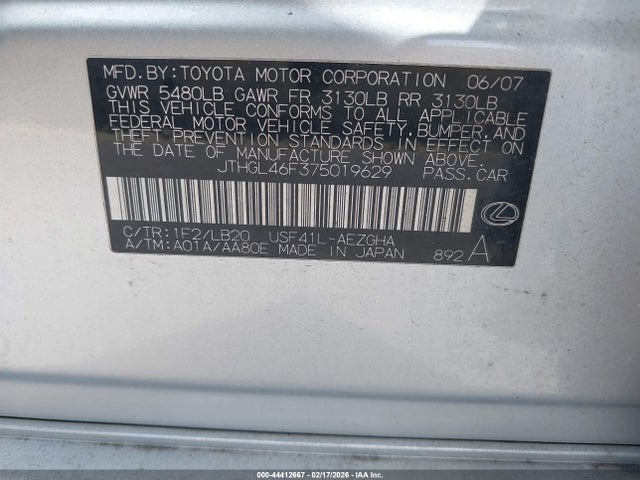 MFD.BY:TOYOTA MOTOR CORPORATION 06/07
GVWR 5480LB GAWR FR 3130LB RR 3130LB
THIS VEHICLE CONFORMS TO ALL APPLICABLE
FEDERAL MOTOR VEHICLE SAFETY,BUMPER,AND
THEFT PREVENTION STANDARDS IN EFFECT ON
THE DATE OF MANUFACTURE SHOWN ABOVE.
JTHGL46F375019629 PASS.CAR
C/TR:1F2/LB20 USF41L-AEZGHA
A/TM:A01A/AA80E MADE IN JAPAN 892 A
000-44412667 - 02/17/2026 - IAAI.COM